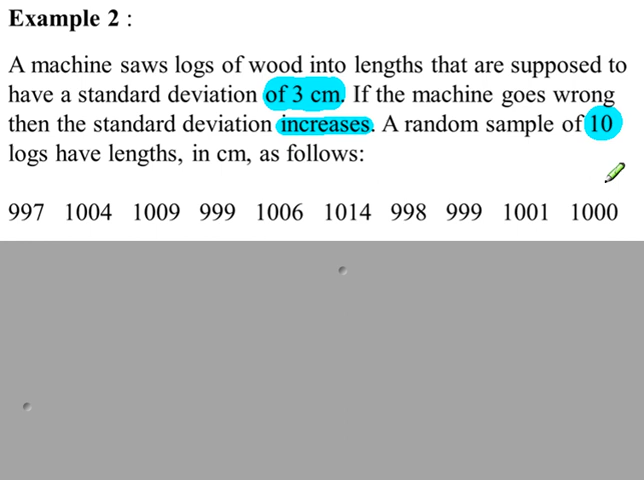 Example 2 :
A machine saws logs of wood into lengths that are supposed to
have a standard deviation of 3 cm. If the machine goes wrong
then the standard deviation increases. A random sample of 10
logs have lengths, in cm, as follows:
997 1004 1009 999 1006 1014 998 999 1001 1000